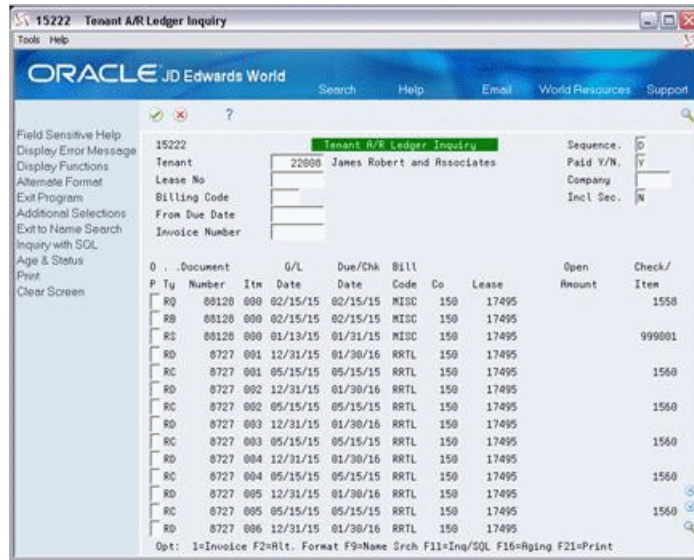 15222 Tenant A/R Ledger Inquiry
Tools Help
ORACLE JD Edwards World
Search Help Email World Resources Support
?
Field Sensitive Help
Display Error Message
Display Functions
Alternate Format
Exit Program
Additional Selections
Exit to Name Search
Inquiry with SQL
Age & Status
Print
Clear Screen
15222 Tenant A/R Ledger Inquiry Sequence. D
Tenant 22000 James Robert and Associates Paid Y/N. Y
Lease No Company
Billing Code Incl Sec. N
From Due Date
Invoice Number
O . .Document G/L Due/Chk Bill Open Check/
P Ty Number Itm Date Date Code Co Lease Amount Item
RQ 88128 000 02/15/15 02/15/15 MISC 150 17495 1550
RB 88128 000 02/15/15 02/15/15 MISC 150 17495
RS 88128 000 01/13/15 01/31/15 MISC 150 17495 999001
RD 8727 001 12/31/15 01/30/16 RRTL 150 17495
RC 8727 001 05/15/15 05/15/15 RRTL 150 17495 1560
RD 8727 002 12/31/15 01/30/16 RRTL 150 17495
RC 8727 002 05/15/15 05/15/15 RRTL 150 17495 1560
RD 8727 003 12/31/15 01/30/16 RRTL 150 17495
RC 8727 003 05/15/15 05/15/15 RRTL 150 17495 1560
RD 8727 004 12/31/15 01/30/16 RRTL 150 17495
RC 8727 004 05/15/15 05/15/15 RRTL 150 17495 1560
RD 8727 005 12/31/15 01/30/16 RRTL 150 17495
RC 8727 005 05/15/15 05/15/15 RRTL 150 17495 1560
RD 8727 006 12/31/15 01/30/16 RRTL 150 17495
Opt: 1=Invoice F2=Alt. Format F9=Name Srch F11=Inq/SQL F16=Aging F21=Print